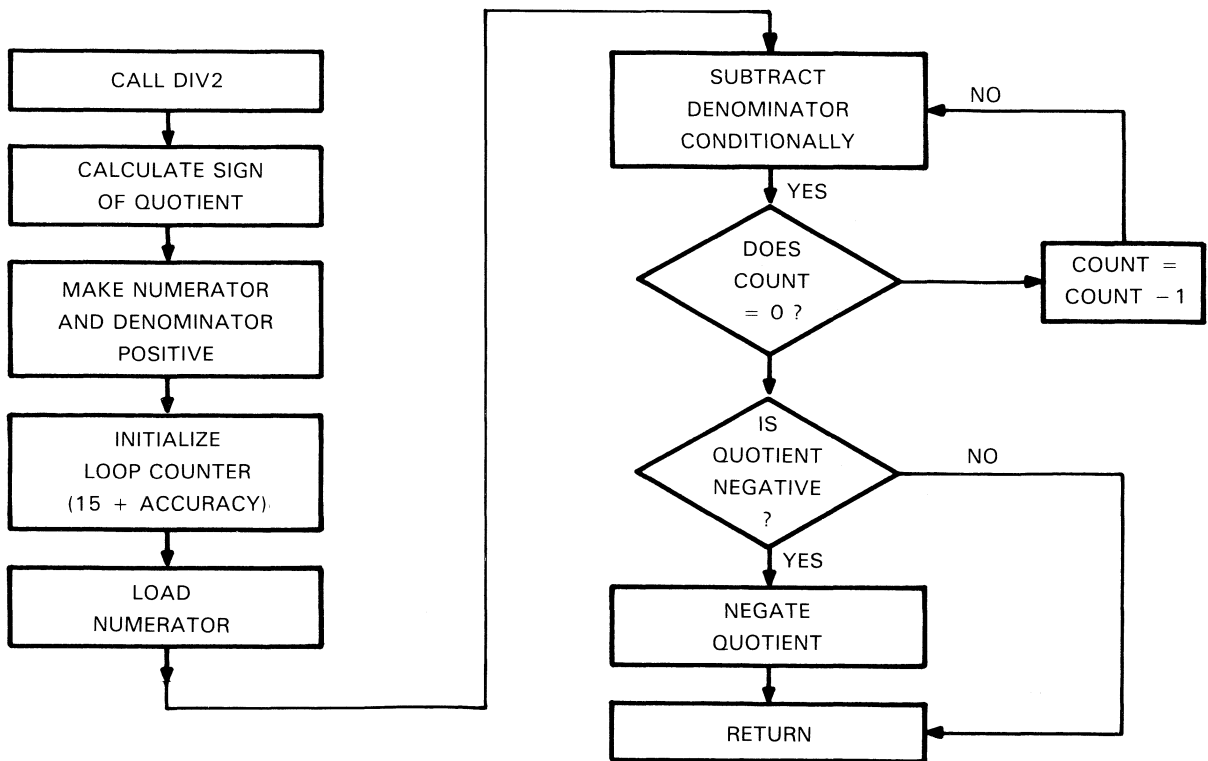 CALL DIV2
CALCULATE SIGN
OF QUOTIENT
MAKE NUMERATOR
AND DENOMINATOR
POSITIVE
INITIALIZE
LOOP COUNTER
(15 + ACCURACY)
LOAD
NUMERATOR
SUBTRACT
DENOMINATOR
CONDITIONALLY
NO
YES
DOES
COUNT
= 0 ?
COUNT =
COUNT − 1
IS
QUOTIENT
NEGATIVE
?
NO
YES
NEGATE
QUOTIENT
RETURN